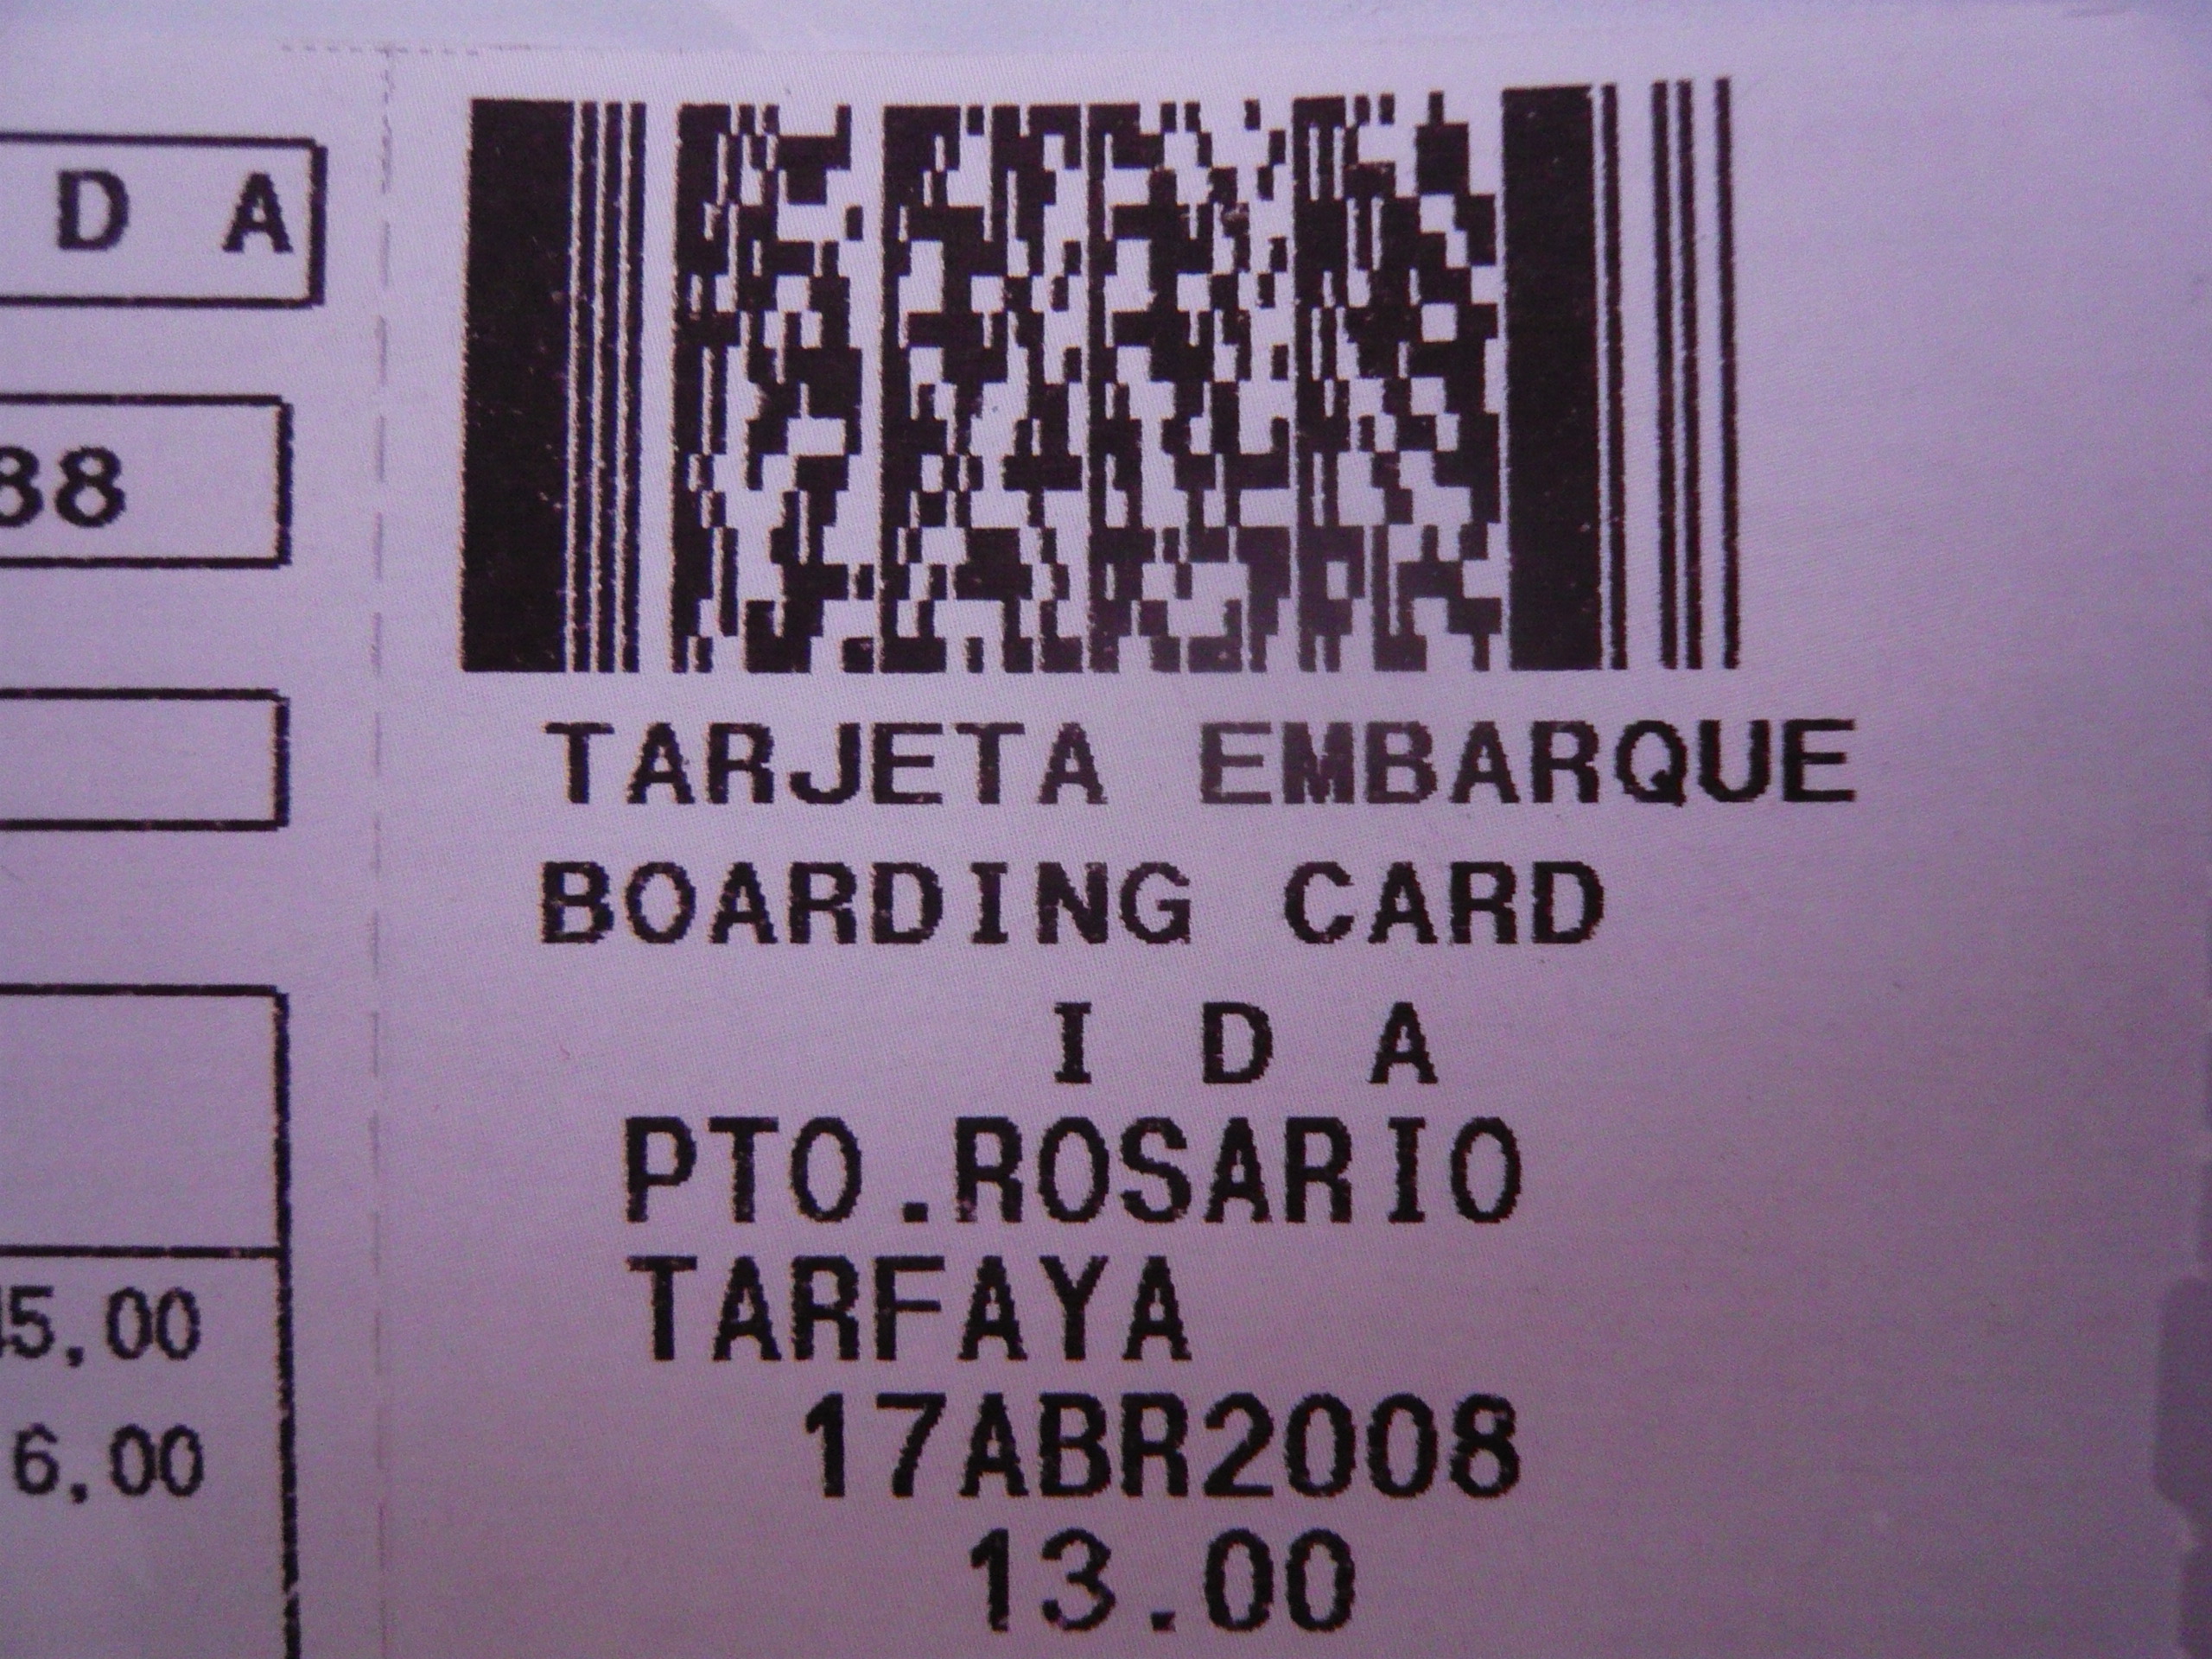 D A
88
5,00
6,00
TARJETA EMBARQUE
BOARDING CARD
I D A
PTO.ROSARIO
TARFAYA
17ABR2008
13.00